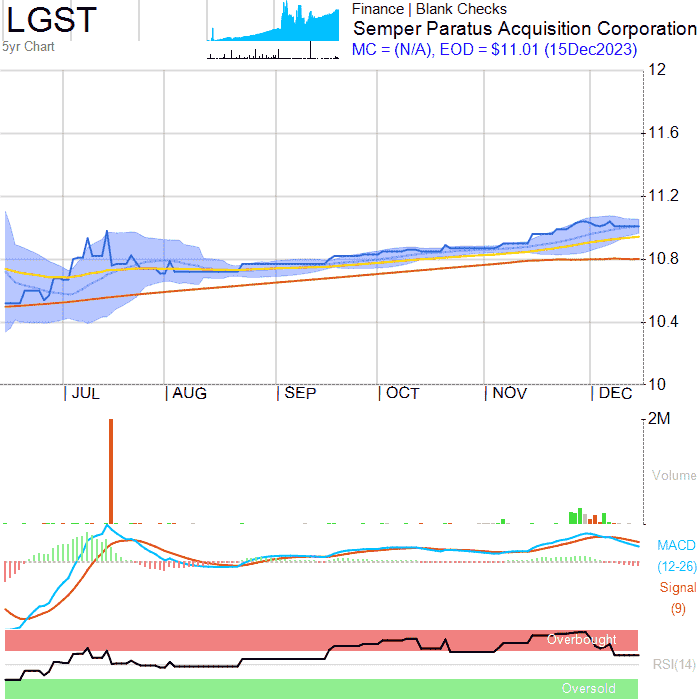 LGST
5yr Chart
Finance | Blank Checks
Semper Paratus Acquisition Corporation
MC = (N/A), EOD = $11.01 (15Dec2023)
12
11.6
11.2
10.8
10.4
10
| JUL | AUG | SEP | OCT | NOV | DEC
2M
Volume
MACD
(12-26)
Signal
(9)
Overbought
RSI(14)
Oversold